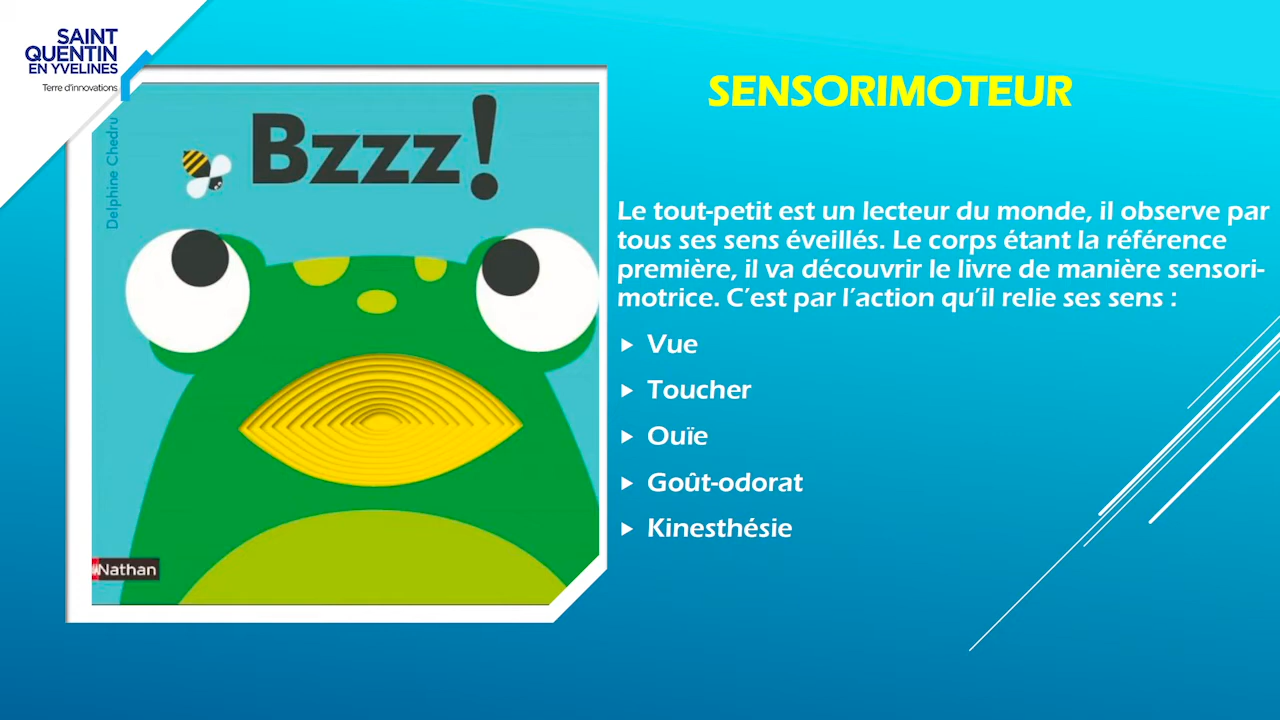 SAINT
QUENTIN
EN YVELINES
Terre d'innovations
Delphine Chedru
Bzzz!
Nathan
SENSORIMOTEUR
Le tout-petit est un lecteur du monde, il observe par
tous ses sens éveillés. Le corps étant la référence
première, il va découvrir le livre de manière sensori-
motrice. C’est par l’action qu’il relie ses sens :
Vue
Toucher
Ouïe
Goût-odorat
Kinesthésie